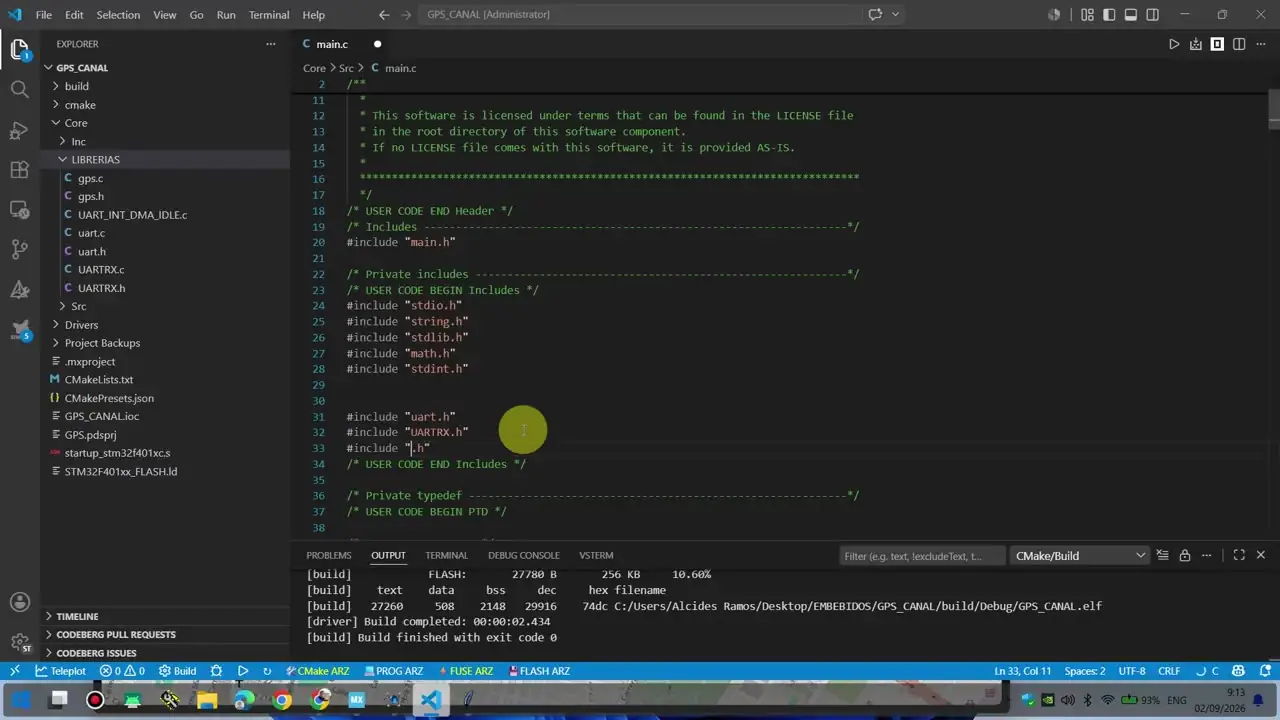 File Edit Selection View Go Run Terminal Help
GPS_CANAL [Administrator]
EXPLORER
GPS_CANAL
build
cmake
Core
Inc
LIBRERIAS
C gps.c
C gps.h
C UART_INT_DMA_IDLE.c
C uart.c
C uart.h
C UARTRX.c
C UARTRX.h
Src
Drivers
Project Backups
.mxproject
M CMakeLists.txt
{} CMakePresets.json
GPS_CANAL.ioc
GPS.pdsprj
startup_stm32f401xc.s
STM32F401XX_FLASH.ld
TIMELINE
CODEBERG PULL REQUESTS
CODEBERG ISSUES
C main.c
Core > Src > C main.c
2 /**
11 *
12 * This software is licensed under terms that can be found in the LICENSE file
13 * in the root directory of this software component.
14 * If no LICENSE file comes with this software, it is provided AS-IS.
15 *
16 ******************************************************************************
17 */
18 /* USER CODE END Header */
19 /* Includes ------------------------------------------------------------------*/
20 #include "main.h"
21
22 /* Private includes ----------------------------------------------------------*/
23 /* USER CODE BEGIN Includes */
24 #include "stdio.h"
25 #include "string.h"
26 #include "stdlib.h"
27 #include "math.h"
28 #include "stdint.h"
29
30
31 #include "uart.h"
32 #include "UARTRX.h"
33 #include ".h"
34 /* USER CODE END Includes */
35
36 /* Private typedef -----------------------------------------------------------*/
37 /* USER CODE BEGIN PTD */
38
PROBLEMS OUTPUT TERMINAL DEBUG CONSOLE VSTERM
Filter (e.g. text, !excludeText, t...
CMake/Build
[build] FLASH: 27780 B 256 KB 10.60%
[build] text data bss dec hex filename
[build] 27260 508 2148 29916 74dc C:/Users/Alcides Ramos/Desktop/EMBEBIDOS/GPS_CANAL/build/Debug/GPS_CANAL.elf
[driver] Build completed: 00:00:02.434
[build] Build finished with exit code 0
Teleplot 0 0 Build CMake ARZ PROG ARZ FUSE ARZ FLASH ARZ
Ln 33, Col 11 Spaces: 2 UTF-8 CRLF C
93% ENG 9:13
02/09/2026